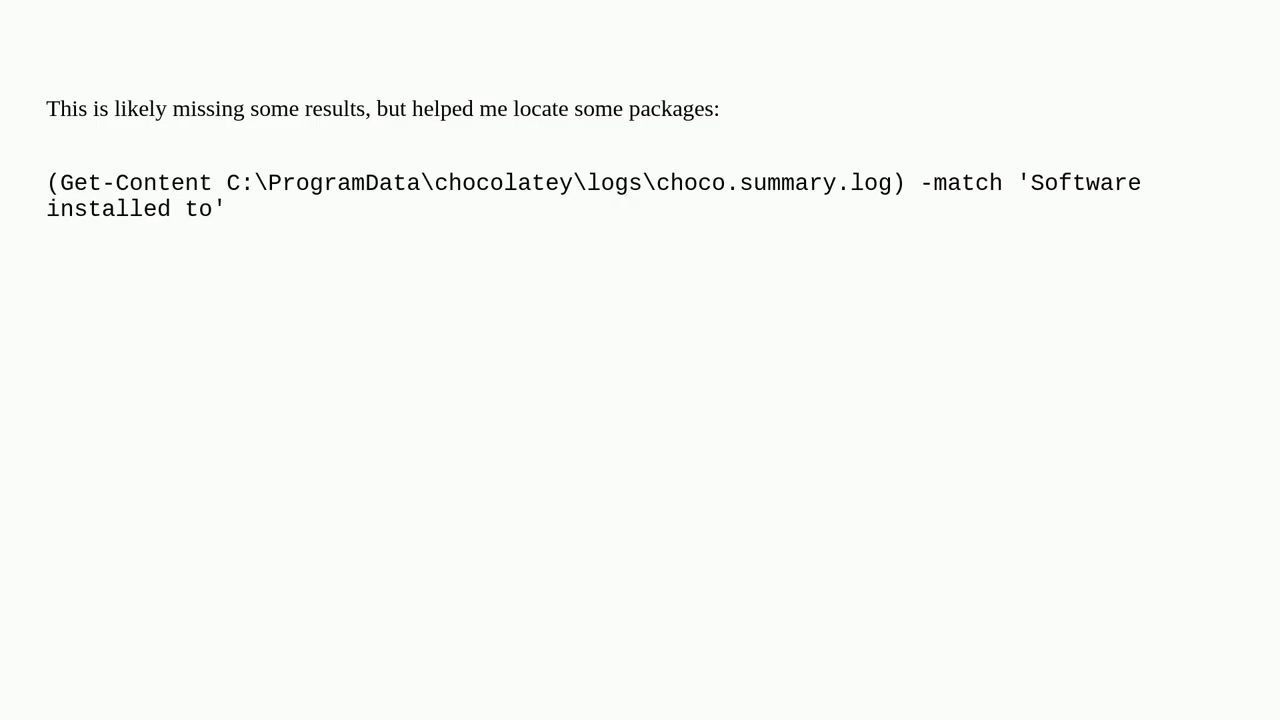 This is likely missing some results, but helped me locate some packages:
(Get-Content C:\ProgramData\chocolatey\logs\choco.summary.log) -match 'Software
installed to'